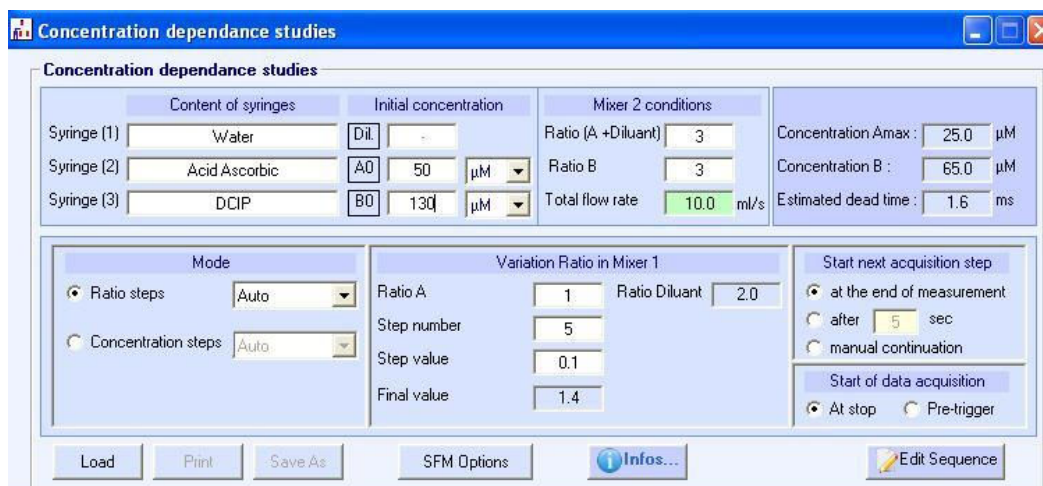 Concentration dependance studies
Concentration dependance studies
Content of syringes Initial concentration
Syringe (1) Water Dil. -
Syringe (2) Acid Ascorbic A0 50 µM
Syringe (3) DCIP B0 130 µM
Mixer 2 conditions
Ratio (A +Diluant) 3
Ratio B 3
Total flow rate 10.0 ml/s
Concentration Amax : 25.0 µM
Concentration B : 65.0 µM
Estimated dead time : 1.6 ms
Mode
Ratio steps Auto
Concentration steps Auto
Variation Ratio in Mixer 1
Ratio A 1 Ratio Diluant 2.0
Step number 5
Step value 0.1
Final value 1.4
Start next acquisition step
at the end of measurement
after 5 sec
manual continuation
Start of data acquisition
At stop Pre-trigger
Load Print Save As SFM Options Infos... Edit Sequence